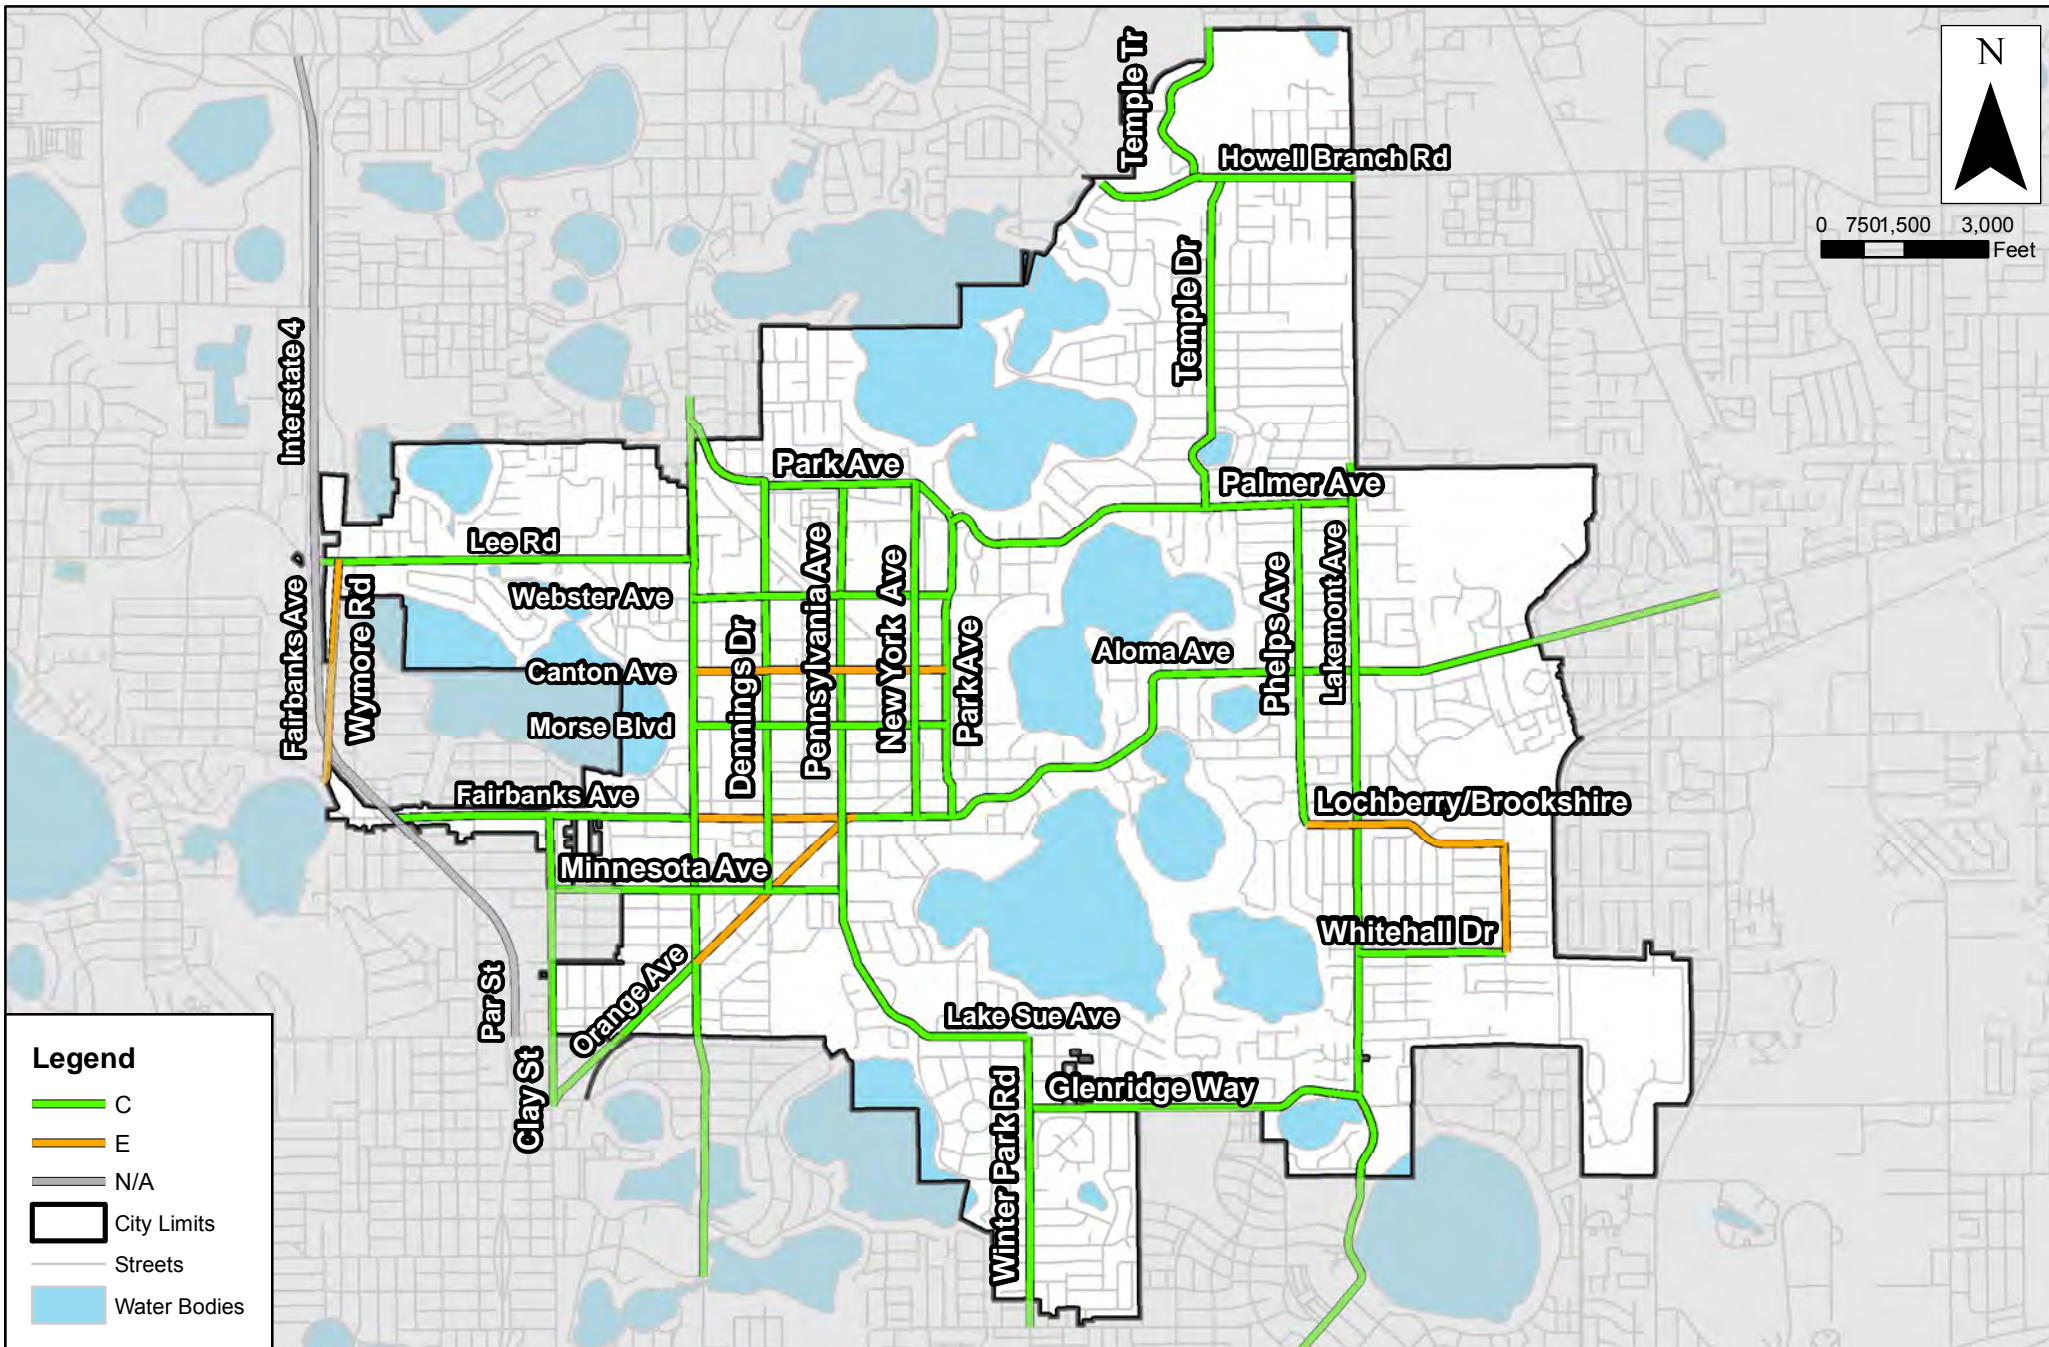 Temple Tr
N
Howell Branch Rd
0 7501,500 3,000
Feet
Temple Dr
Interstate 4
Park Ave
Palmer Ave
Lee Rd
Webster Ave
Fairbanks Ave
Wymore Rd
Dennings Dr
Pennsylvania Ave
New York Ave
Park Ave
Phelps Ave
Lakemont Ave
Aloma Ave
Canton Ave
Morse Blvd
Fairbanks Ave
Lochberry/Brookshire
Minnesota Ave
Whitehall Dr
Par St
Orange Ave
Lake Sue Ave
Clay St
Glenridge Way
Winter Park Rd
Legend
C
E
N/A
City Limits
Streets
Water Bodies